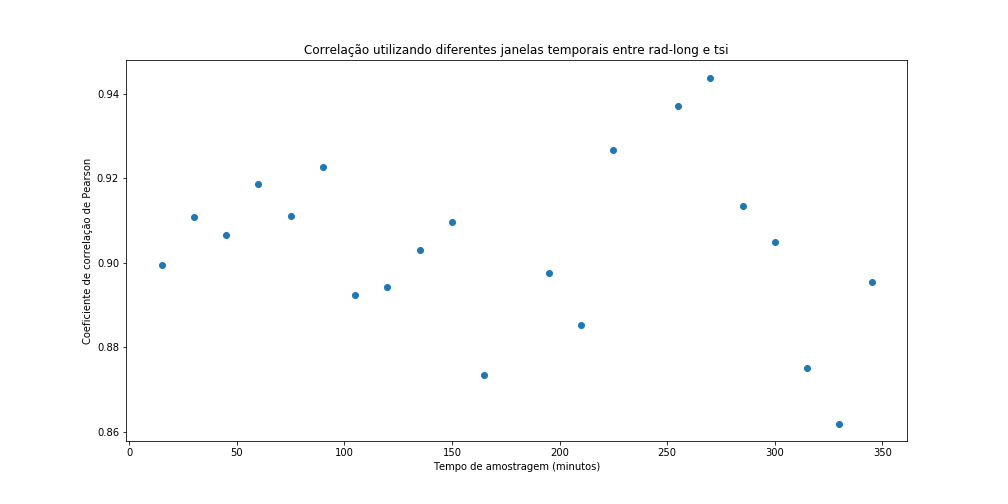 Correlação utilizando diferentes janelas temporais entre rad-long e tsi
Coeficiente de correlação de Pearson
0.94
0.92
0.90
0.88
0.86
0 50 100 150 200 250 300 350
Tempo de amostragem (minutos)